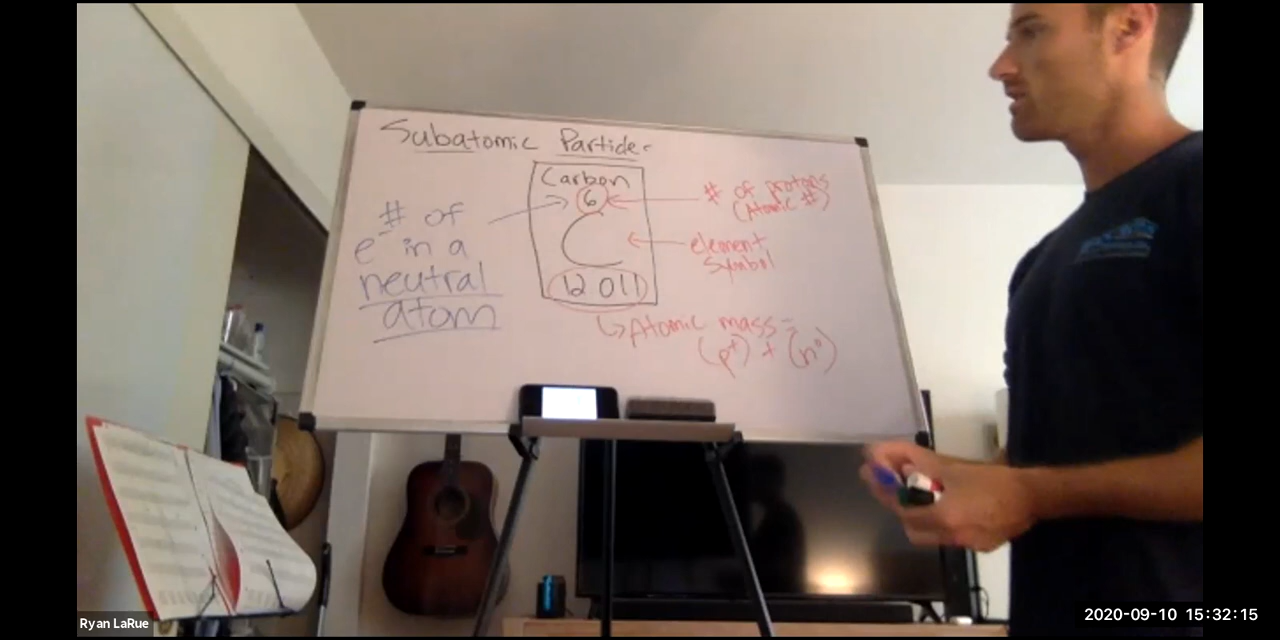 Subatomic Particles
Carbon
6
C
12.011
# of
e⁻ in a
neutral
atom
# of protons
(Atomic #)
element
symbol
↳ Atomic mass =
(p⁺) + (n⁰)
Ryan LaRue
2020-09-10 15:32:15